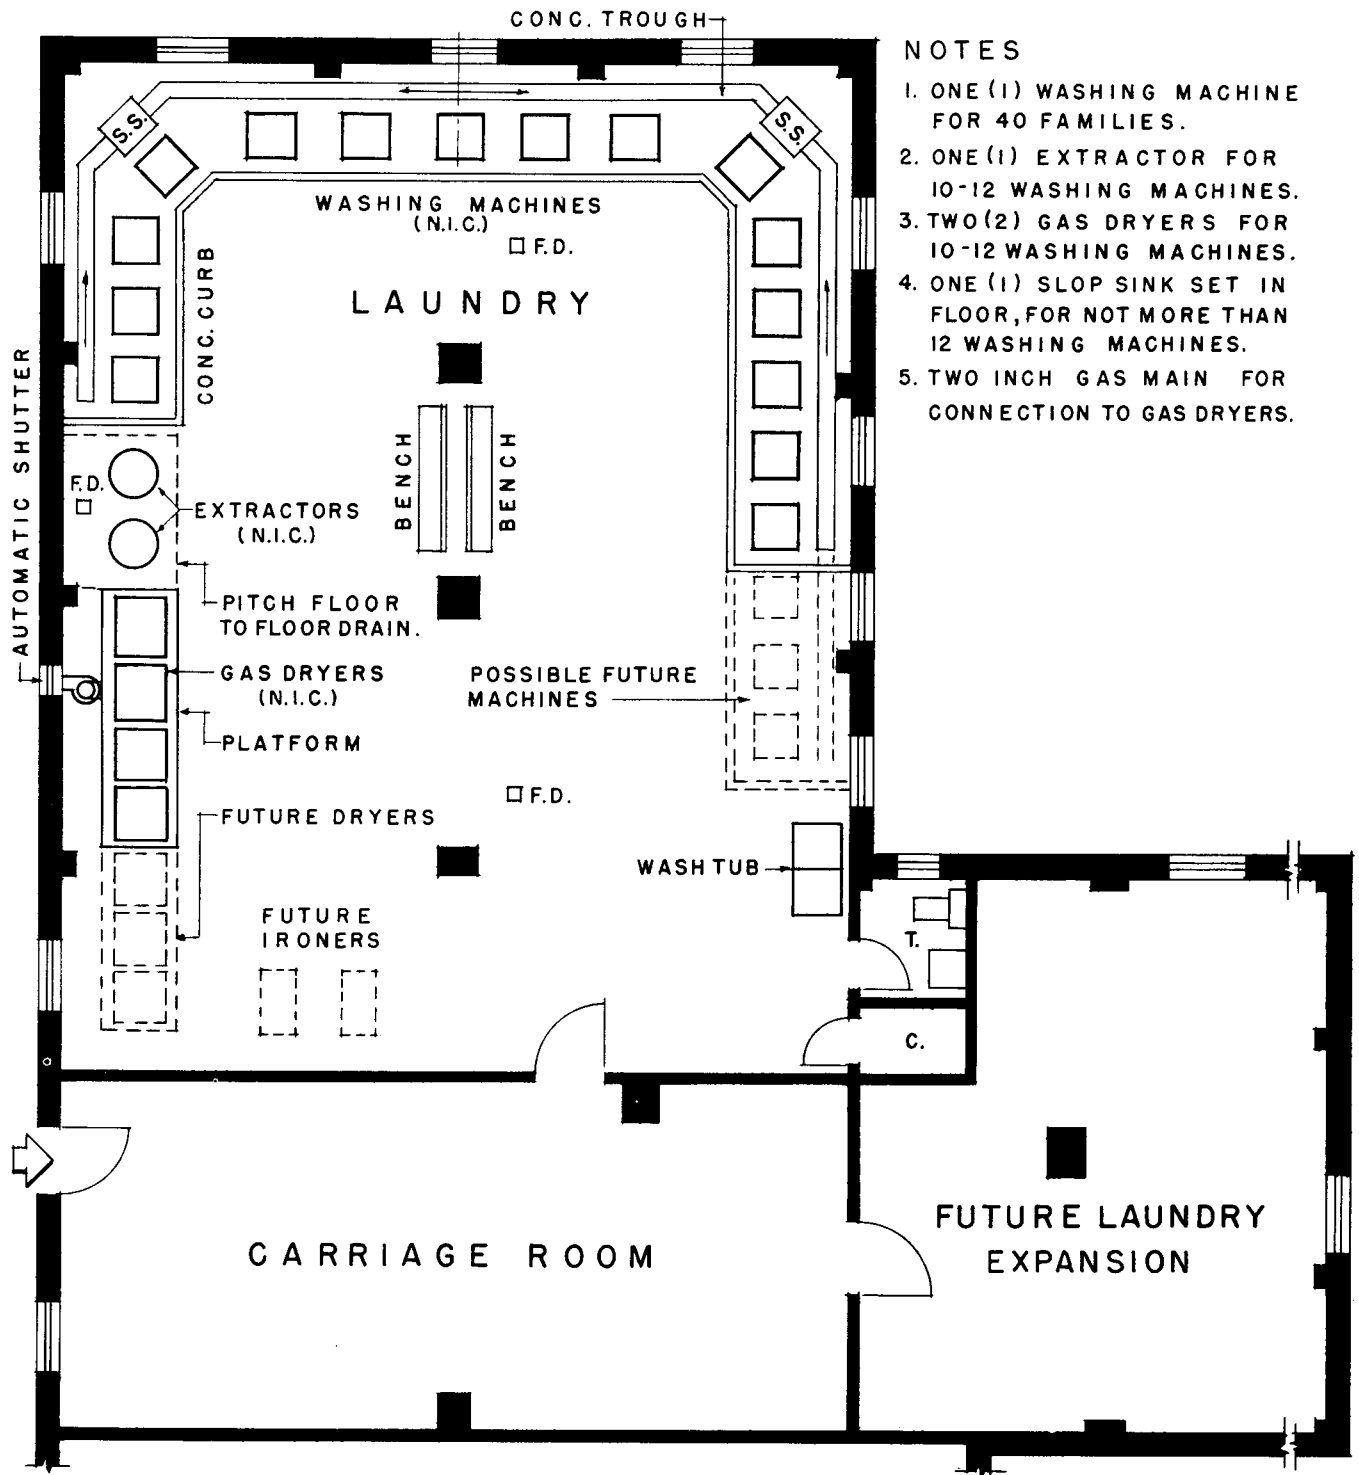 CONC. TROUGH
NOTES
1. ONE (1) WASHING MACHINE
FOR 40 FAMILIES.
2. ONE (1) EXTRACTOR FOR
10-12 WASHING MACHINES.
3. TWO (2) GAS DRYERS FOR
10-12 WASHING MACHINES.
4. ONE (1) SLOP SINK SET IN
FLOOR, FOR NOT MORE THAN
12 WASHING MACHINES.
5. TWO INCH GAS MAIN FOR
CONNECTION TO GAS DRYERS.
S.S.
S.S.
WASHING MACHINES
(N.I.C.)
F.D.
CONC. CURB
LAUNDRY
AUTOMATIC SHUTTER
BENCH
BENCH
F.D.
EXTRACTORS
(N.I.C.)
PITCH FLOOR
TO FLOOR DRAIN.
GAS DRYERS
(N.I.C.)
POSSIBLE FUTURE
MACHINES
PLATFORM
F.D.
FUTURE DRYERS
WASH TUB
FUTURE
IRONERS
T.
C.
CARRIAGE ROOM
FUTURE LAUNDRY
EXPANSION